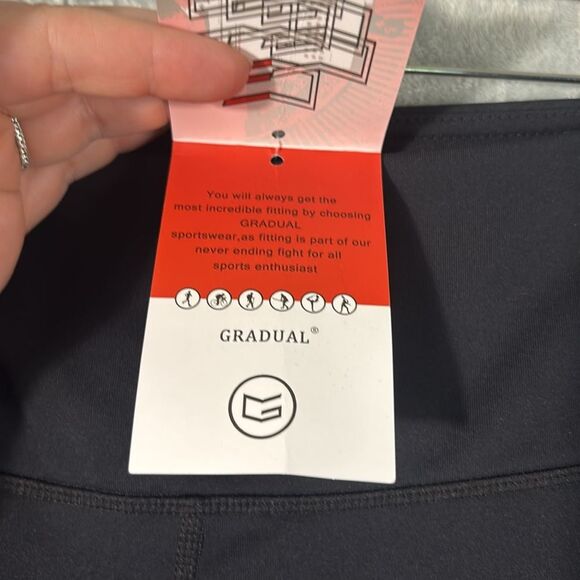 You will always get the
most incredible fitting by choosing
GRADUAL
sportswear,as fitting is part of our
never ending fight for all
sports enthusiast
GRADUAL®